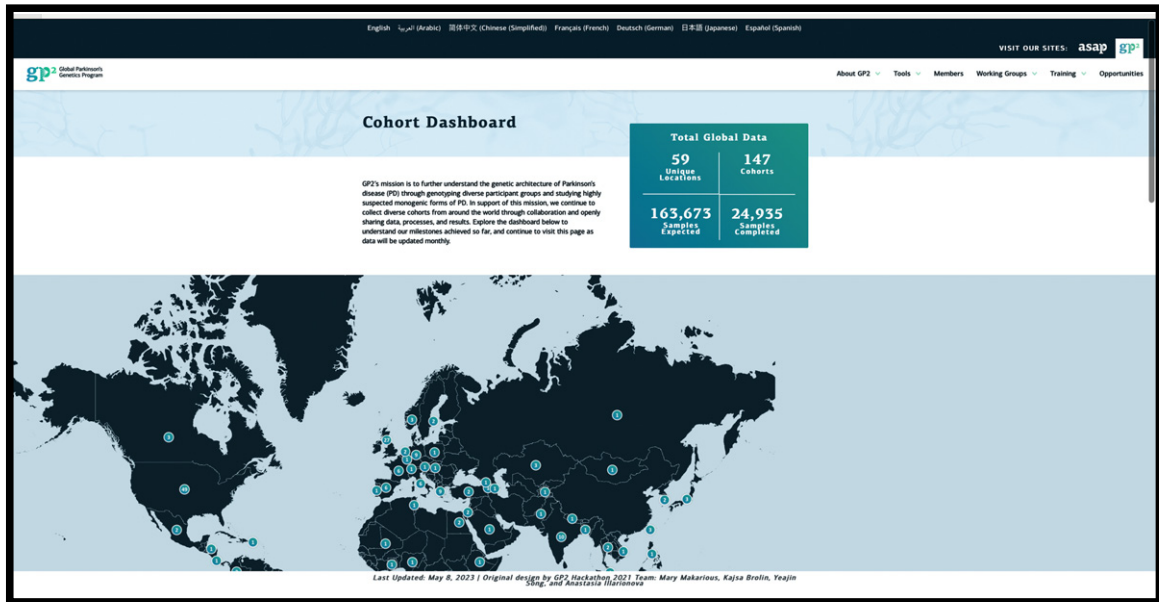 English العربية (Arabic) 简体中文 (Chinese (Simplified)) Français (French) Deutsch (German) 日本語 (Japanese) Español (Spanish)
VISIT OUR SITES: asap gp2
gp2 Global Parkinson's
Genetics Program
About GP2 Tools Members Working Groups Training Opportunities
Cohort Dashboard
Total Global Data
59
Unique
Locations
147
Cohorts
163,673
Samples
Expected
24,935
Samples
Completed
GP2's mission is to further understand the genetic architecture of Parkinson's
disease (PD) through genotyping diverse participant groups and studying highly
suspected monogenic forms of PD. In support of this mission, we continue to
collect diverse cohorts from around the world through collaboration and openly
sharing data, processes, and results. Explore the dashboard below to
understand our milestones achieved so far, and continue to visit this page as
data will be updated monthly.
Last Updated: May 8, 2023 | Original design by GP2 Hackathon 2021 Team: Mary Makarious, Kajsa Brolin, Yeajin
Song, and Anastasia Illarionova